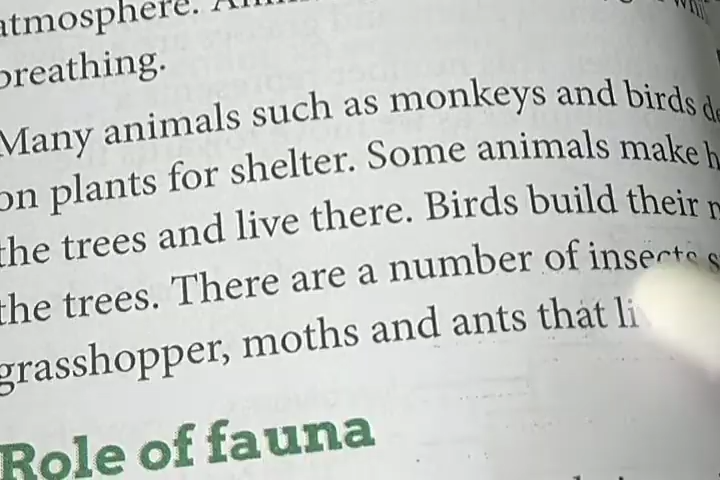 atmosphere.
breathing.
Many animals such as monkeys and birds
on plants for shelter. Some animals make
the trees and live there. Birds build their
the trees. There are a number of insects
grasshopper, moths and ants that
Role of fauna